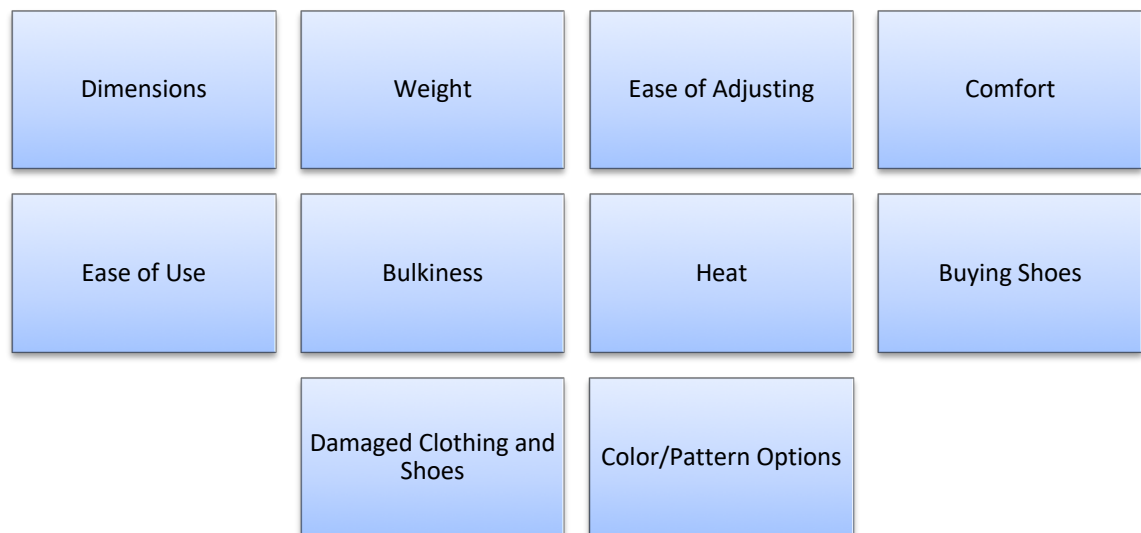 Dimensions
Weight
Ease of Adjusting
Comfort
Ease of Use
Bulkiness
Heat
Buying Shoes
Damaged Clothing and
Shoes
Color/Pattern Options